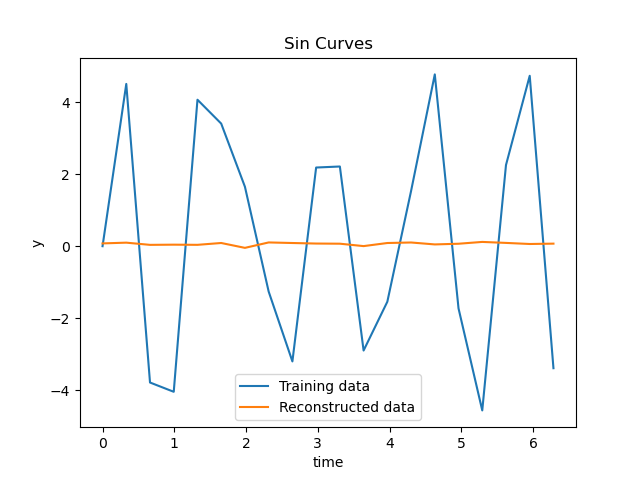 Sin Curves
4
2
0
−2
−4
y
0 1 2 3 4 5 6
time
Training data
Reconstructed data